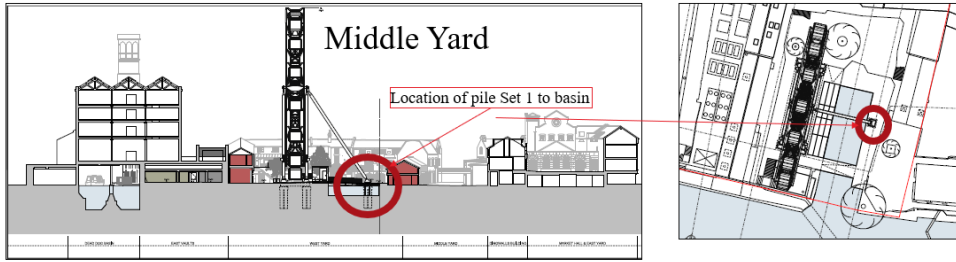 Middle Yard
Location of pile Set 1 to basin
EAST VAULTS
WEST YARD
MIDDLE YARD
MARKET HALL & EAST YARD